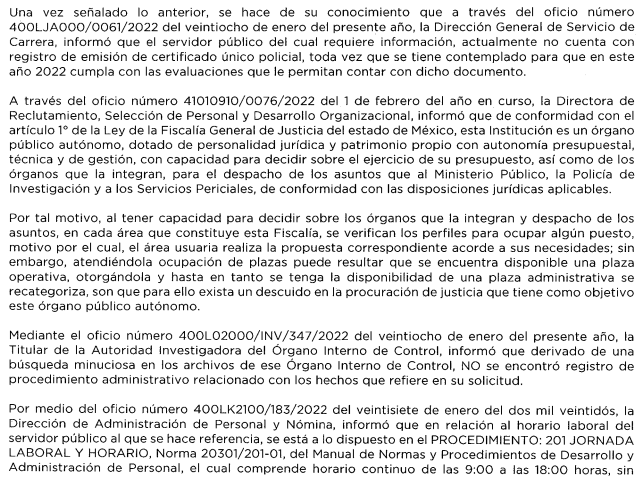 Una vez señalado lo anterior, se hace de su conocimiento que a través del oficio número
400LJA000/0061/2022 del veintiocho de enero del presente año, la Dirección General de Servicio de
Carrera, informó que el servidor público del cual requiere información, actualmente no cuenta con
registro de emisión de certificado único policial, toda vez que se tiene contemplado para que en este
año 2022 cumpla con las evaluaciones que le permitan contar con dicho documento.
A través del oficio número 41010910/0076/2022 del 1 de febrero del año en curso, la Directora de
Reclutamiento, Selección de Personal y Desarrollo Organizacional, informó que de conformidad con el
artículo 1° de la Ley de la Fiscalía General de Justicia del estado de México, esta Institución es un órgano
público autónomo, dotado de personalidad jurídica y patrimonio propio con autonomía presupuestal,
técnica y de gestión, con capacidad para decidir sobre el ejercicio de su presupuesto, así como de los
órganos que la integran, para el despacho de los asuntos que al Ministerio Público, la Policía de
Investigación y a los Servicios Periciales, de conformidad con las disposiciones jurídicas aplicables.
Por tal motivo, al tener capacidad para decidir sobre los órganos que la integran y despacho de los
asuntos, en cada área que constituye esta Fiscalía, se verifican los perfiles para ocupar algún puesto,
motivo por el cual, el área usuaria realiza la propuesta correspondiente acorde a sus necesidades; sin
embargo, atendiéndola ocupación de plazas puede resultar que se encuentra disponible una plaza
operativa, otorgándola y hasta en tanto se tenga la disponibilidad de una plaza administrativa se
recategoriza, son que para ello exista un descuido en la procuración de justicia que tiene como objetivo
este órgano público autónomo.
Mediante el oficio número 400L02000/INV/347/2022 del veintiocho de enero del presente año, la
Titular de la Autoridad Investigadora del Órgano Interno de Control, informó que derivado de una
búsqueda minuciosa en los archivos de ese Órgano Interno de Control, NO se encontró registro de
procedimiento administrativo relacionado con los hechos que refiere en su solicitud.
Por medio del oficio número 400LK2100/183/2022 del veintisiete de enero del dos mil veintidós, la
Dirección de Administración de Personal y Nómina, informó que en relación al horario laboral del
servidor público al que se hace referencia, se está a lo dispuesto en el PROCEDIMIENTO: 201 JORNADA
LABORAL Y HORARIO, Norma 20301/201-01, del Manual de Normas y Procedimientos de Desarrollo y
Administración de Personal, el cual comprende horario continuo de las 9:00 a las 18:00 horas, sin